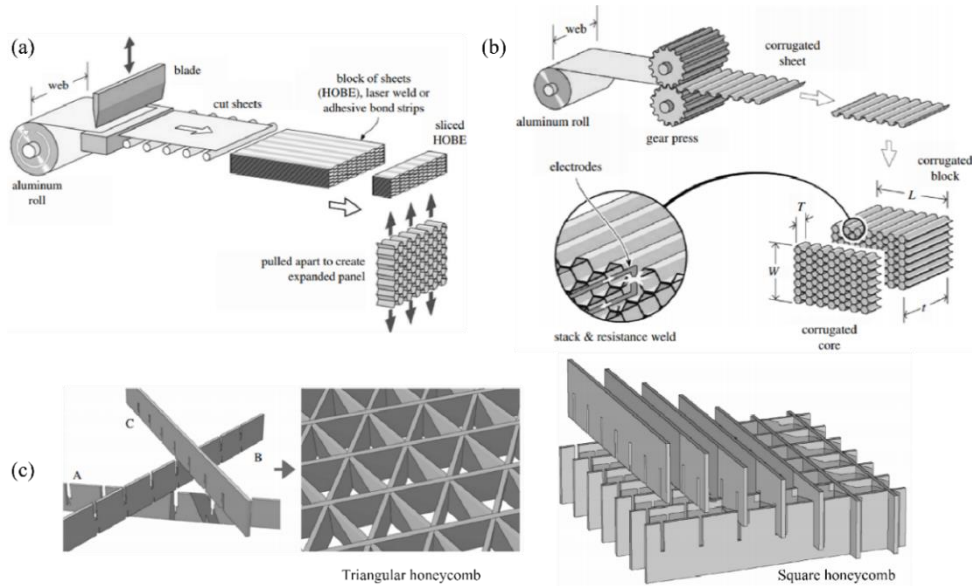 (a)
web
blade
cut sheets
block of sheets
(HOBE), laser weld or
adhesive bond strips
sliced
HOBE
aluminum
roll
pulled apart to create
expanded panel
(b)
web
corrugated
sheet
aluminum roll
gear press
electrodes
corrugated
block
L
T
W
t
stack & resistance weld
corrugated
core
(c)
C
B
A
Triangular honeycomb
Square honeycomb